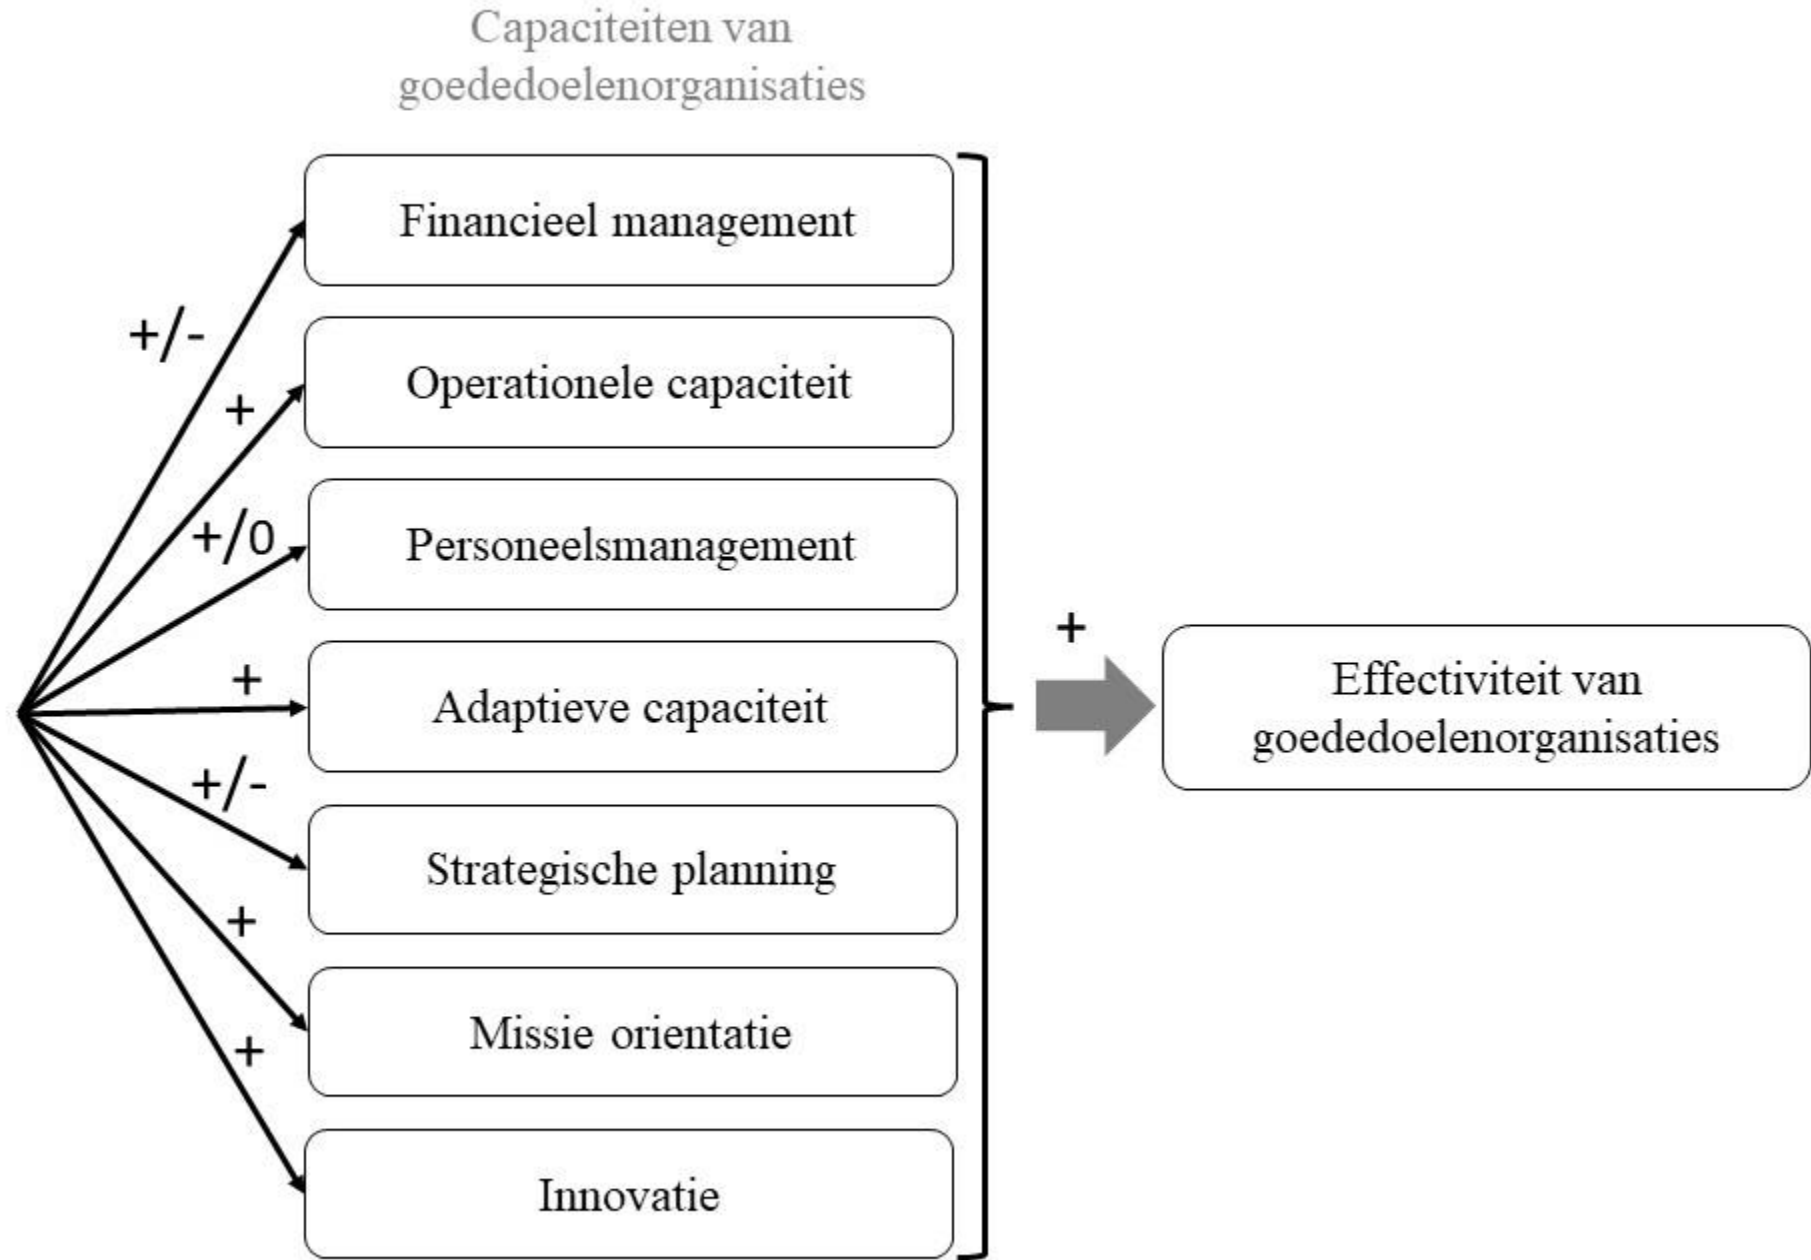 Capaciteiten van
goededoelenorganisaties
Financieel management
+/-
Operationele capaciteit
+
Personeelsmanagement
+/0
Adaptieve capaciteit
+
Strategische planning
+/-
Missie orientatie
+
Innovatie
+
+
Effectiviteit van
goededoelenorganisaties